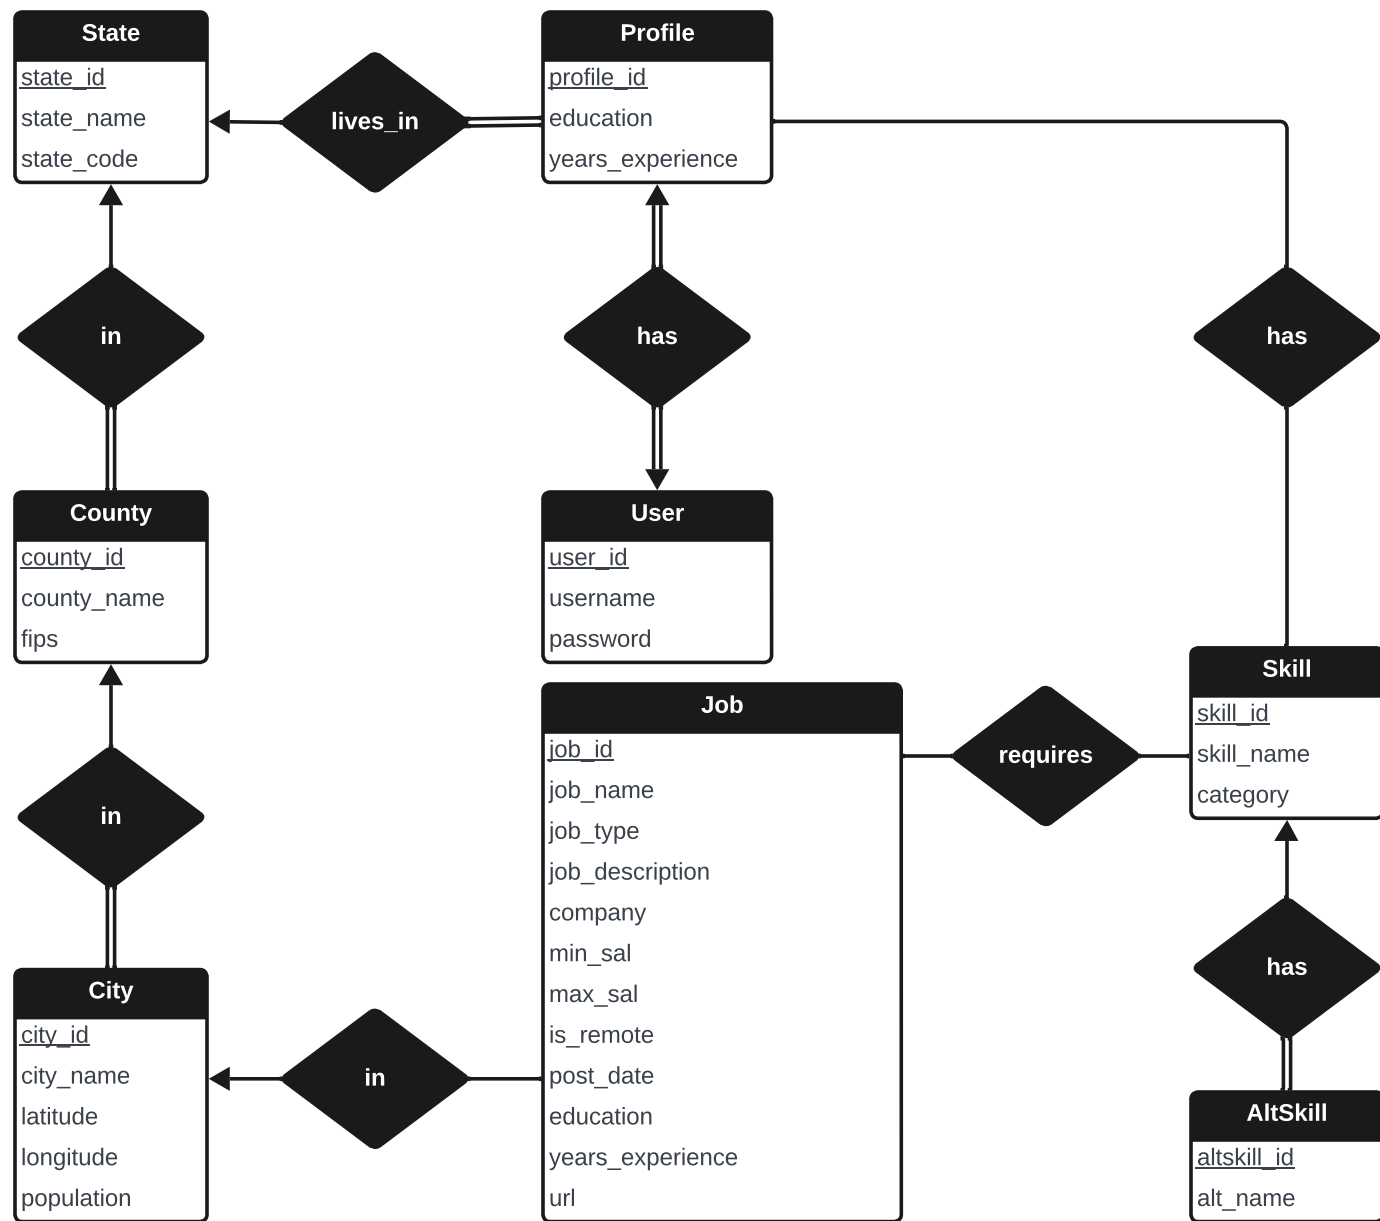 State
state_id
state_name
state_code
lives_in
Profile
profile_id
education
years_experience
in
has
has
County
county_id
county_name
fips
User
user_id
username
password
Skill
skill_id
skill_name
category
in
Job
job_id
job_name
job_type
job_description
company
min_sal
max_sal
is_remote
post_date
education
years_experience
url
requires
has
City
city_id
city_name
latitude
longitude
population
in
AltSkill
altskill_id
alt_name